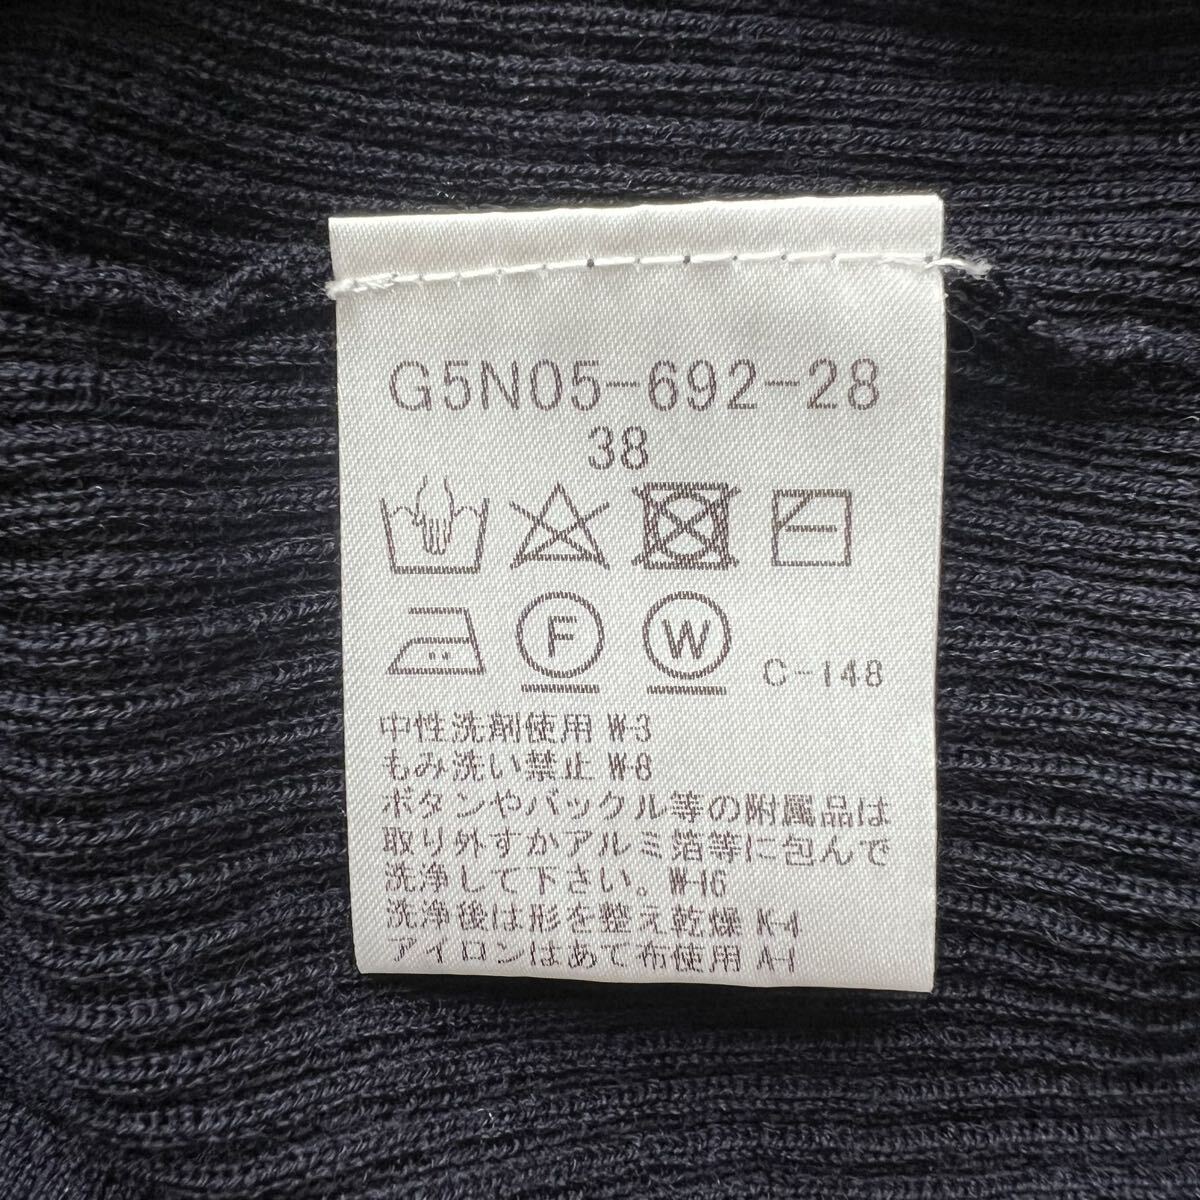 G5N05-692-28
38
F W C-148
中性洗剤使用 W-3
もみ洗い禁止 W-8
ボタンやバックル等の附属品は
取り外すかアルミ箔等に包んで
洗浄して下さい。W-16
洗浄後は形を整え乾燥 K-4
アイロンはあて布使用 A-1